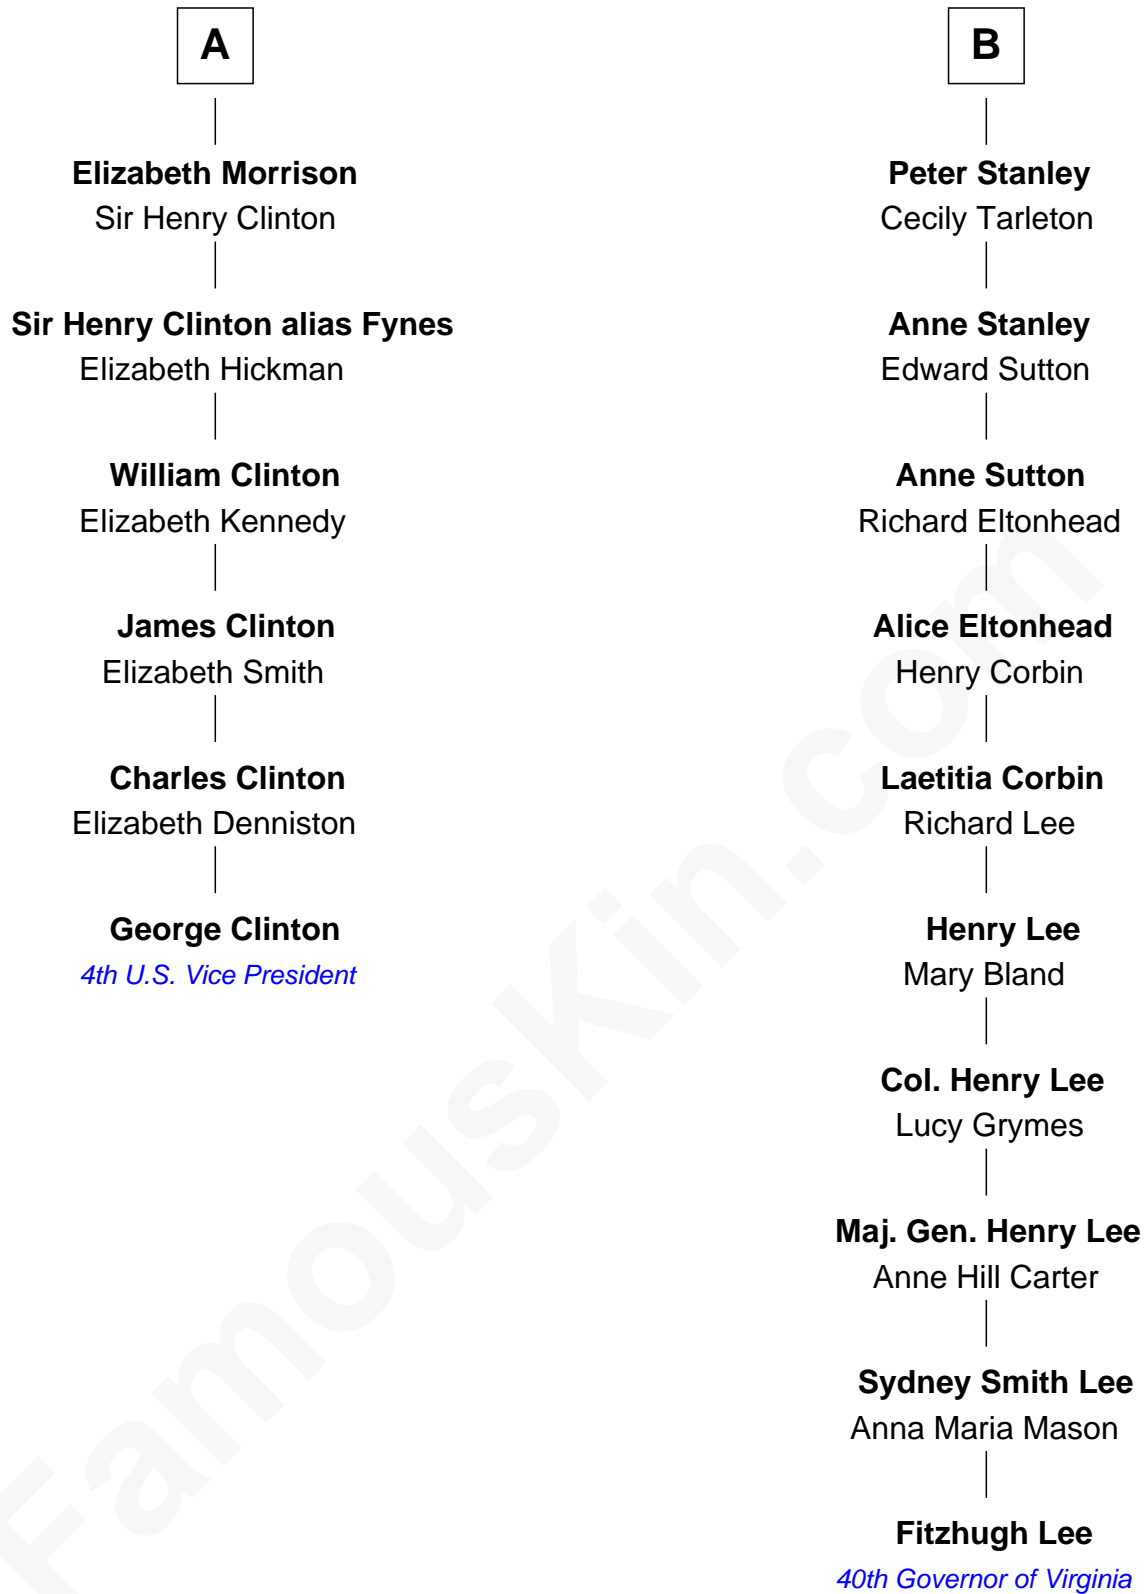 A
Elizabeth Morrison
Sir Henry Clinton
Sir Henry Clinton alias Fynes
Elizabeth Hickman
William Clinton
Elizabeth Kennedy
James Clinton
Elizabeth Smith
Charles Clinton
Elizabeth Denniston
George Clinton
4th U.S. Vice President
B
Peter Stanley
Cecily Tarleton
Anne Stanley
Edward Sutton
Anne Sutton
Richard Eltonhead
Alice Eltonhead
Henry Corbin
Laetitia Corbin
Richard Lee
Henry Lee
Mary Bland
Col. Henry Lee
Lucy Grymes
Maj. Gen. Henry Lee
Anne Hill Carter
Sydney Smith Lee
Anna Maria Mason
Fitzhugh Lee
40th Governor of Virginia
FamousKin.com